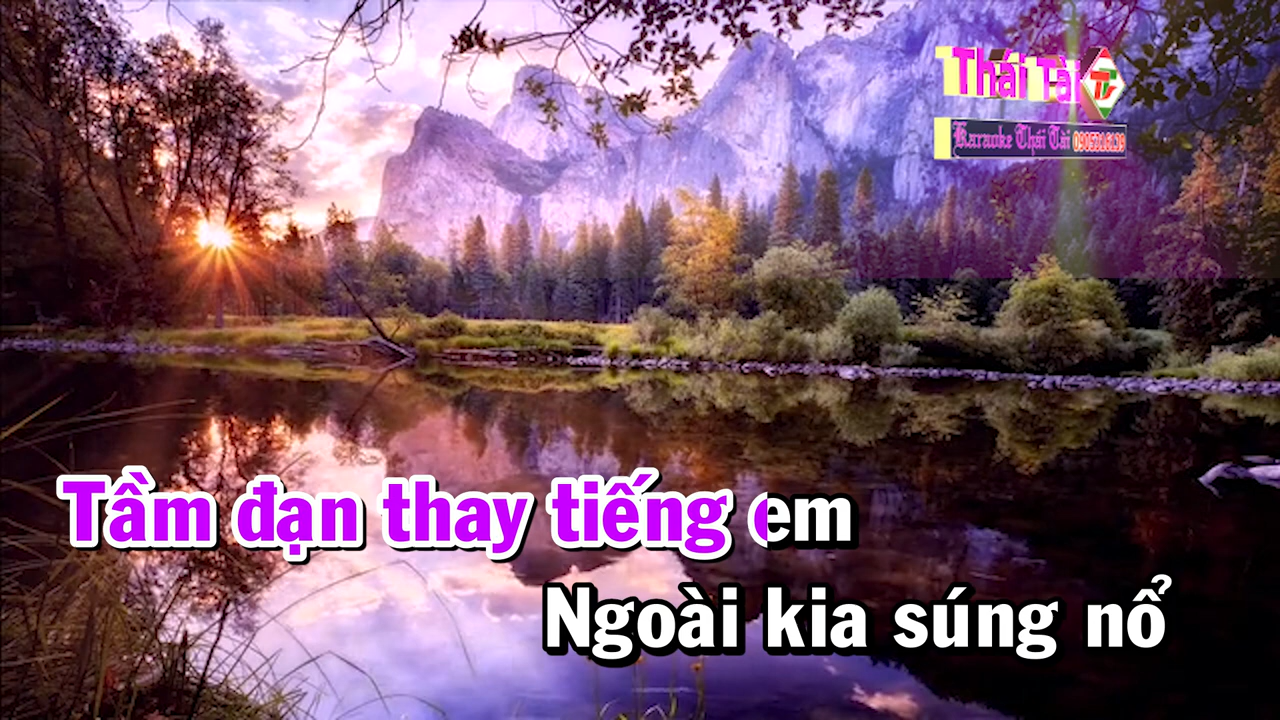 Thái Tài
Karaoke Thái Tài
Tầm đạn thay tiếng em
Ngoài kia súng nổ